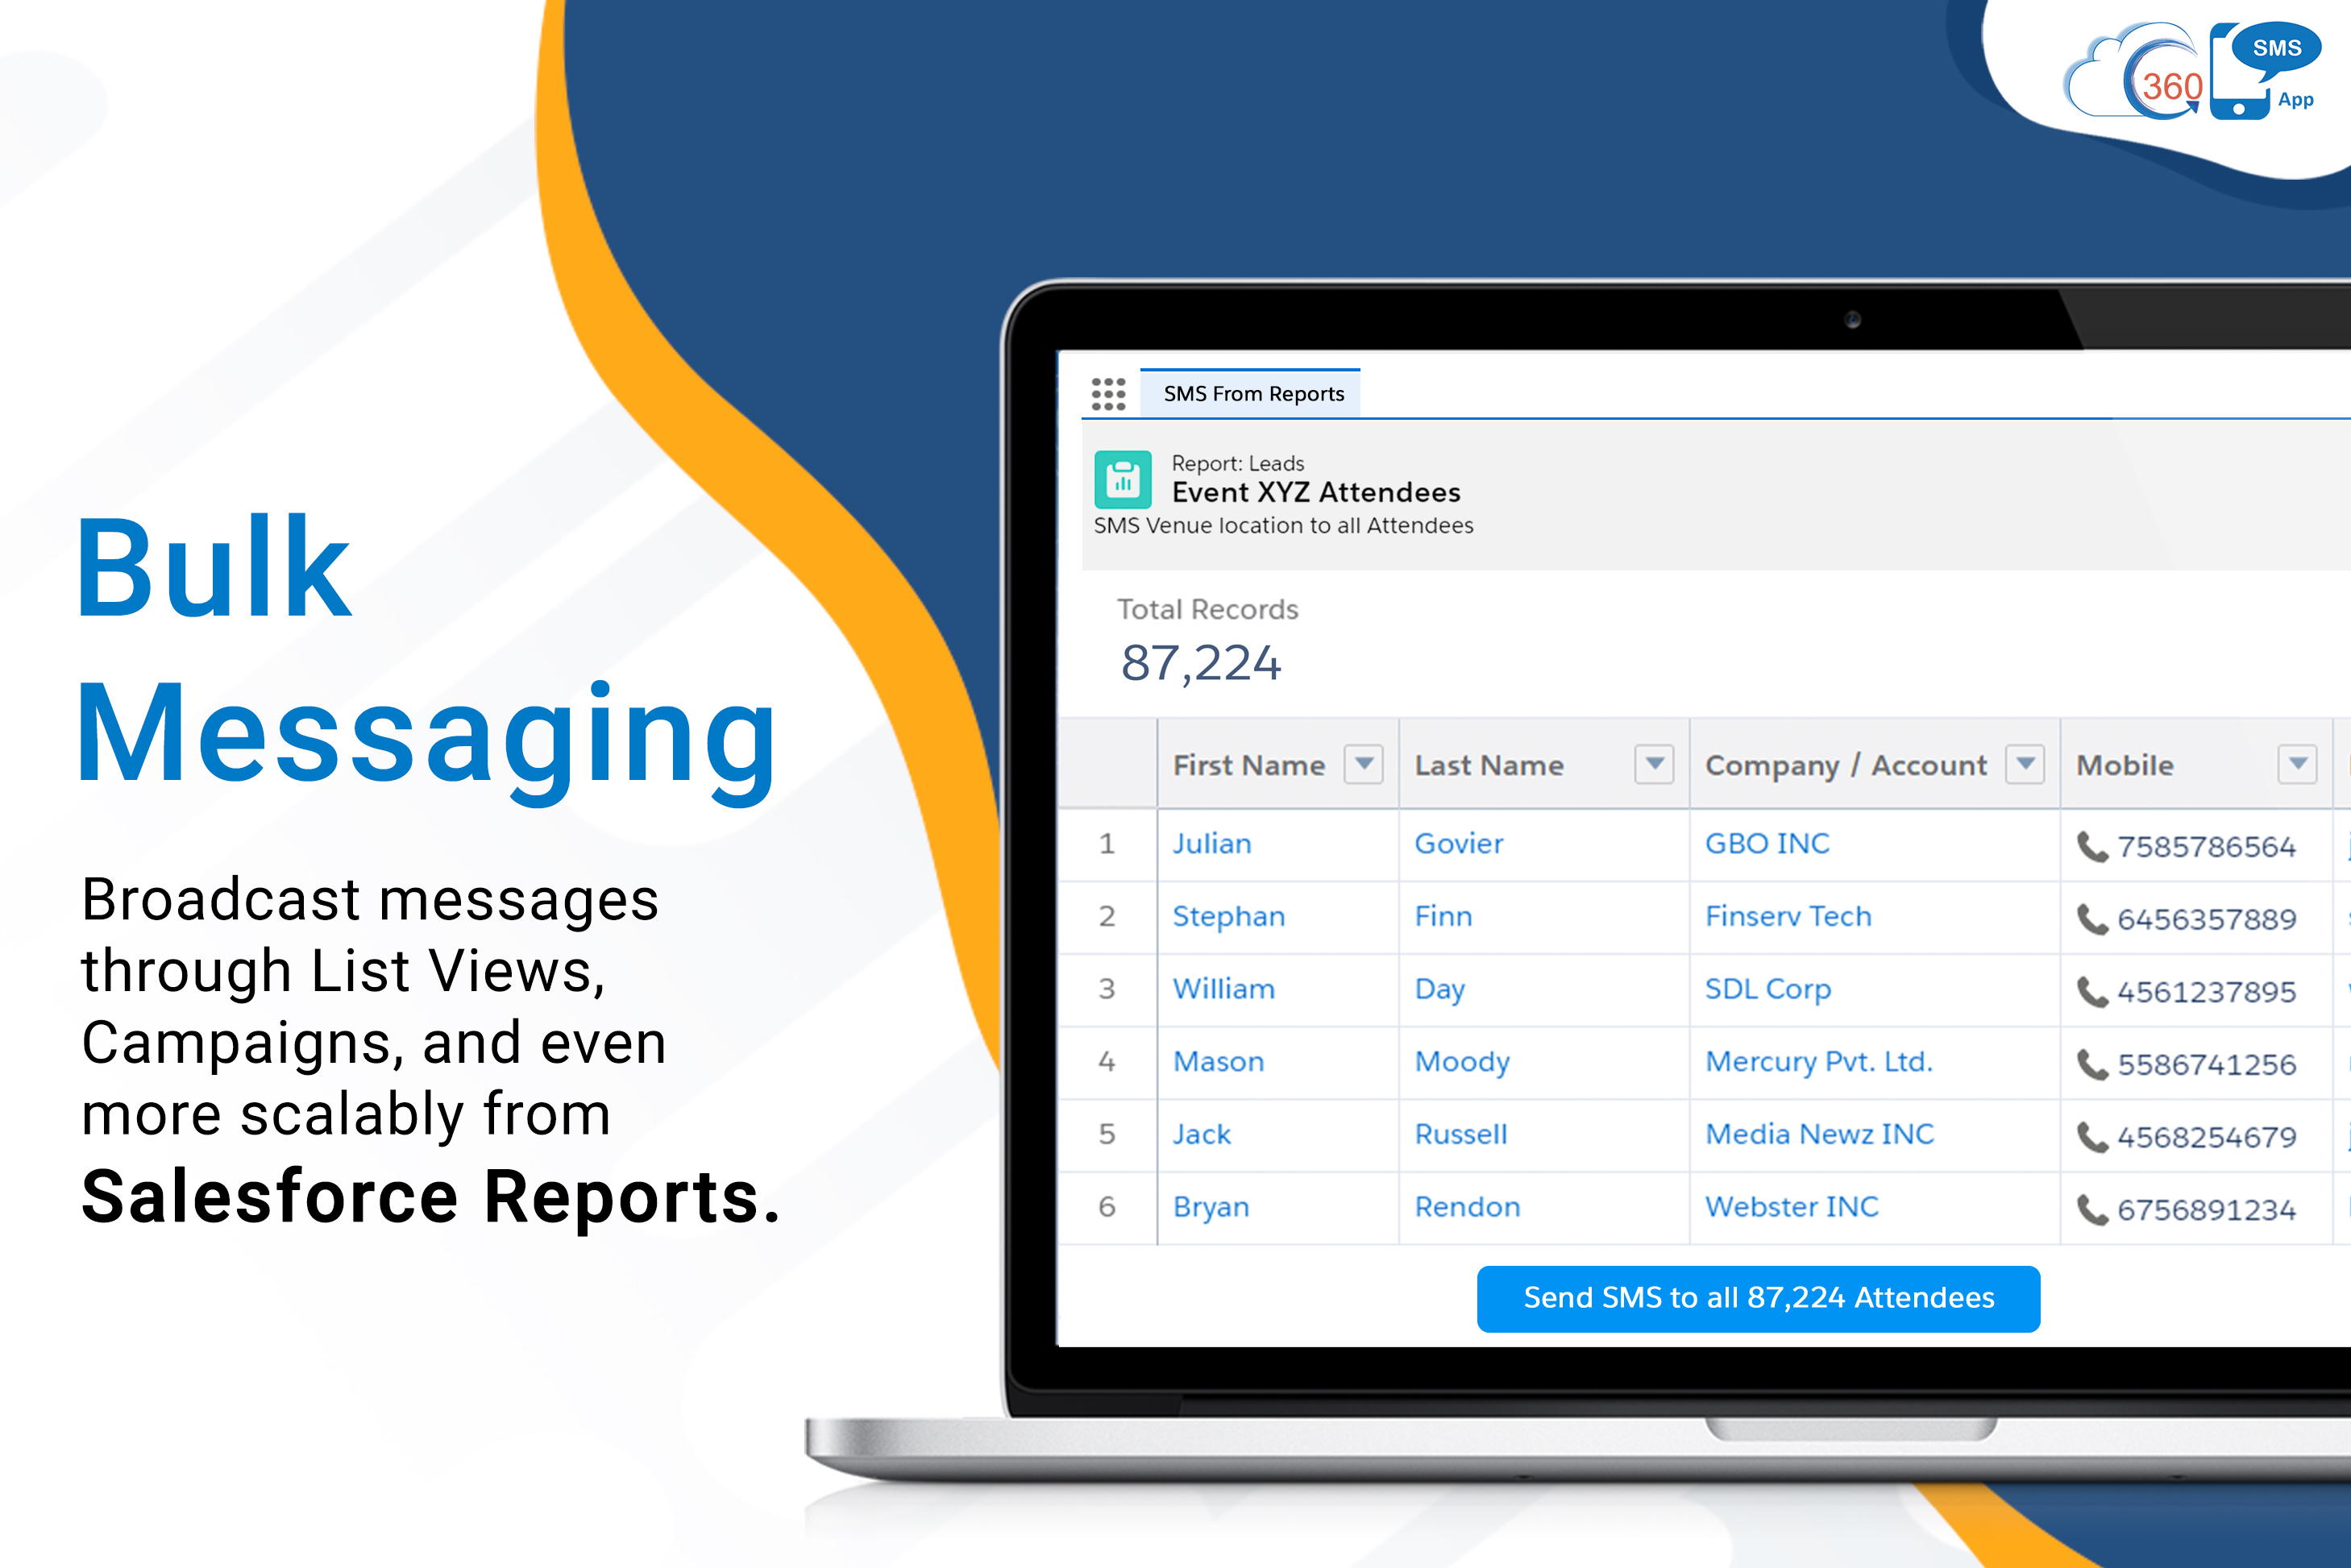 360
SMS
App
Bulk
Messaging
Broadcast messages
through List Views,
Campaigns, and even
more scalably from
Salesforce Reports.
SMS From Reports
Report: Leads
Event XYZ Attendees
SMS Venue location to all Attendees
Total Records
87,224
First Name Last Name Company / Account Mobile
1 Julian Govier GBO INC 7585786564
2 Stephan Finn Finserv Tech 6456357889
3 William Day SDL Corp 4561237895
4 Mason Moody Mercury Pvt. Ltd. 5586741256
5 Jack Russell Media Newz INC 4568254679
6 Bryan Rendon Webster INC 6756891234
Send SMS to all 87,224 Attendees